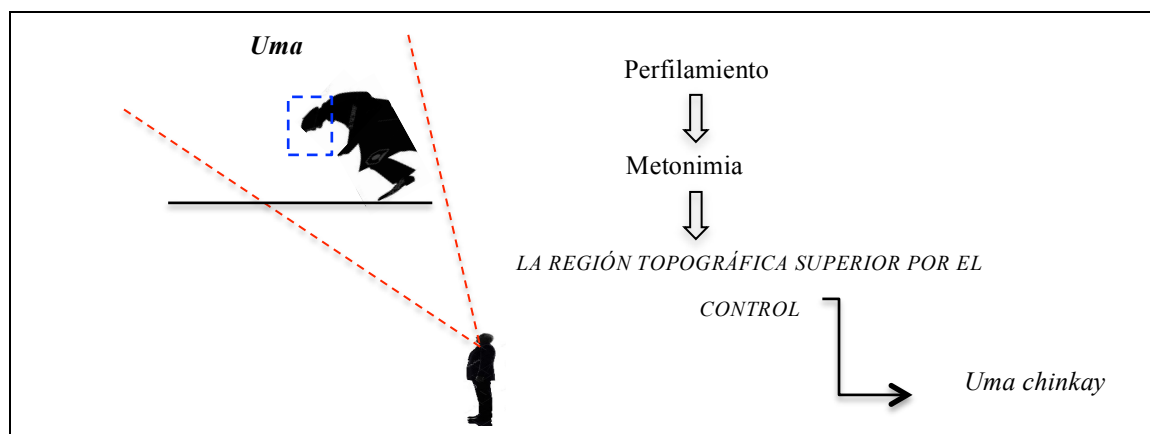 Uma
Perfilamiento
Metonimia
LA REGIÓN TOPOGRÁFICA SUPERIOR POR EL
CONTROL
Uma chinkay